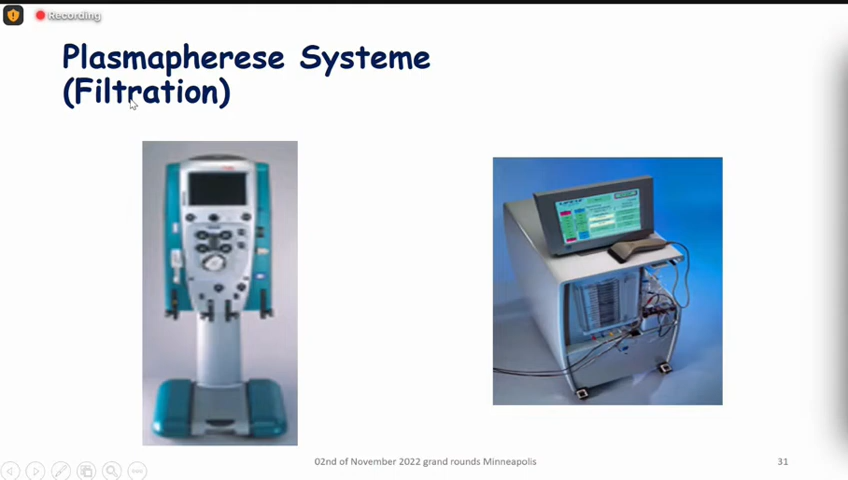 Recording
Plasmapherese Systeme
(Filtration)
02nd of November 2022 grand rounds Minneapolis
31